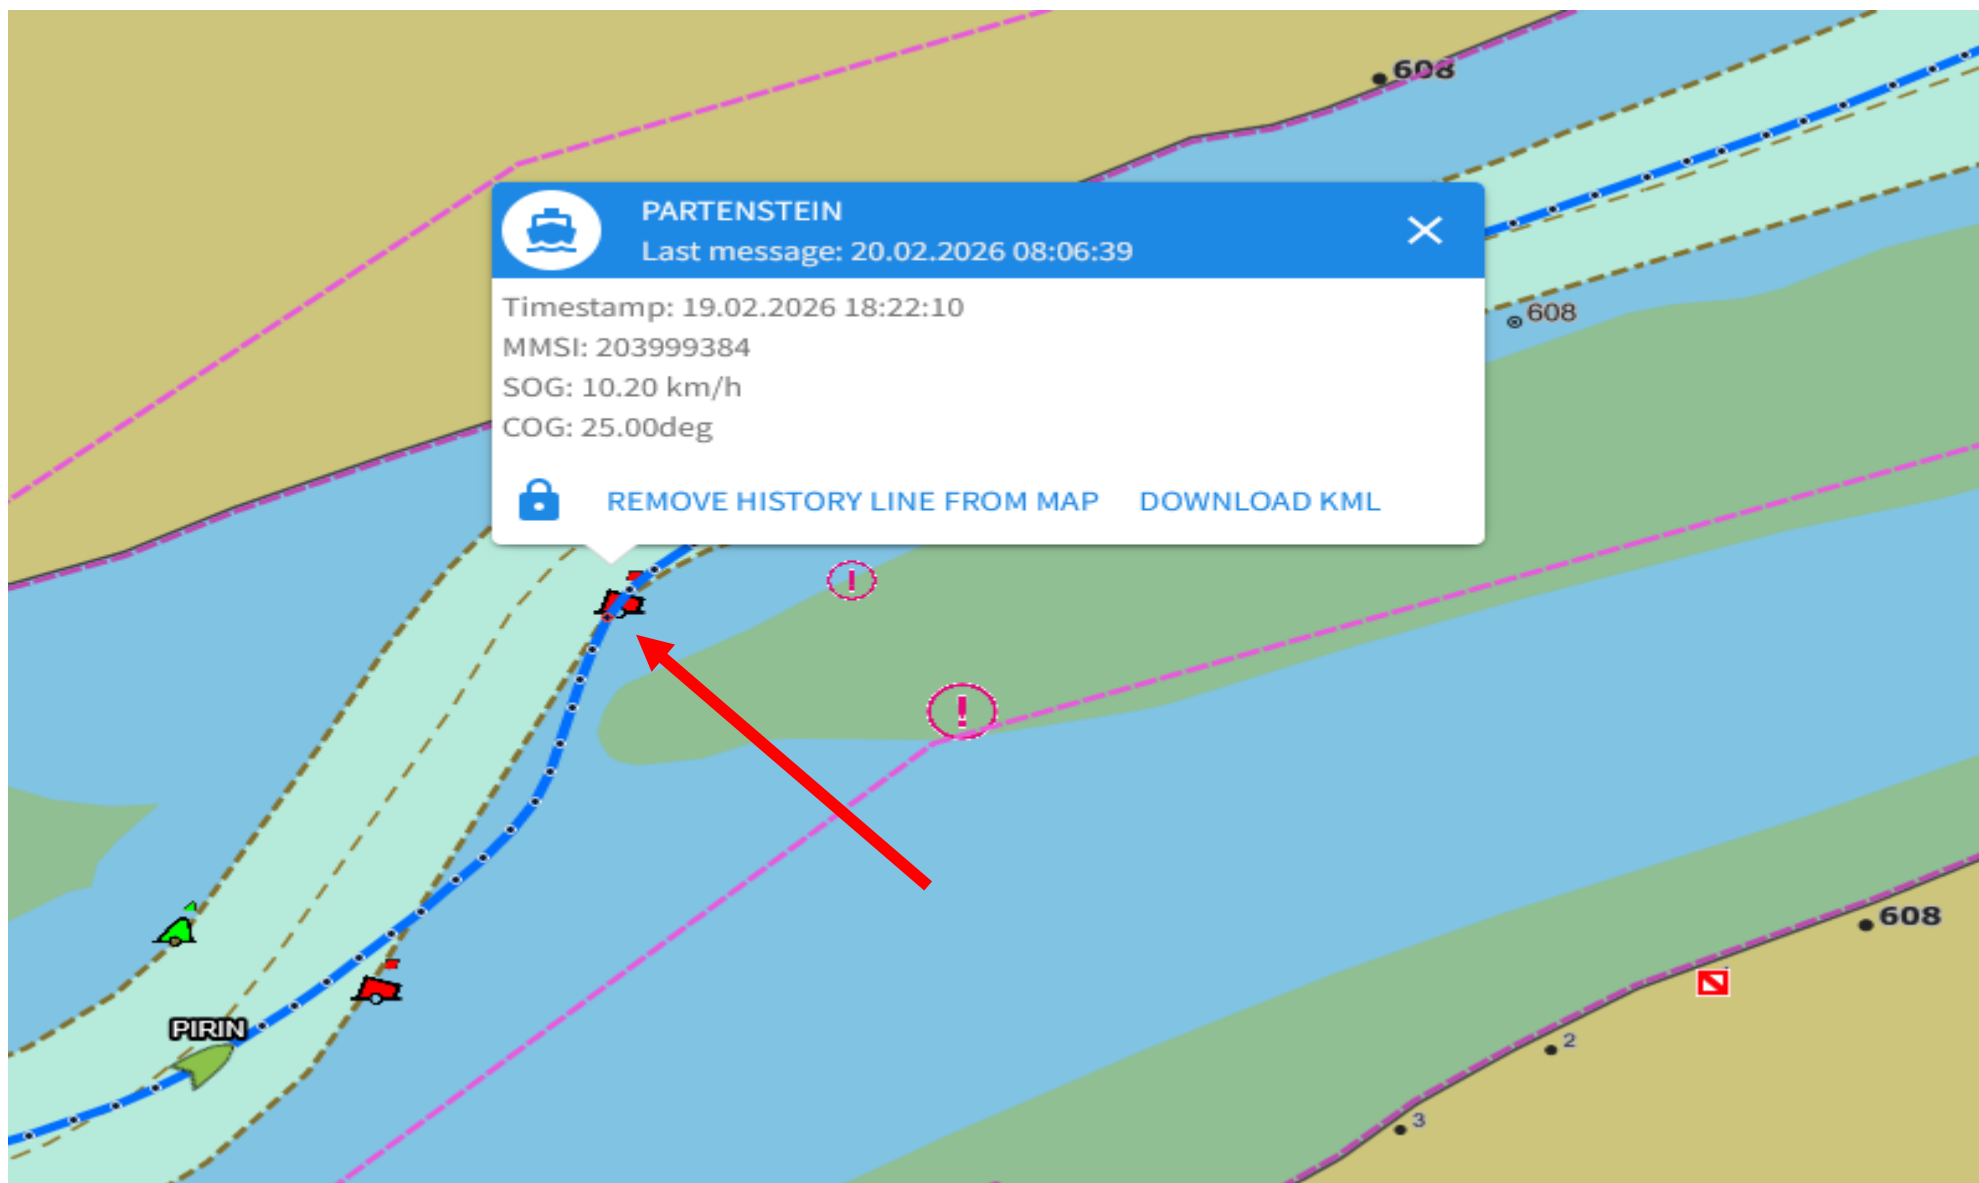 608
PARTENSTEIN
Last message: 20.02.2026 08:06:39
Timestamp: 19.02.2026 18:22:10
608
MMSI: 203999384
SOG: 10.20 km/h
COG: 25.00deg
REMOVE HISTORY LINE FROM MAP DOWNLOAD KML
!
!
608
PIRIN
2
3